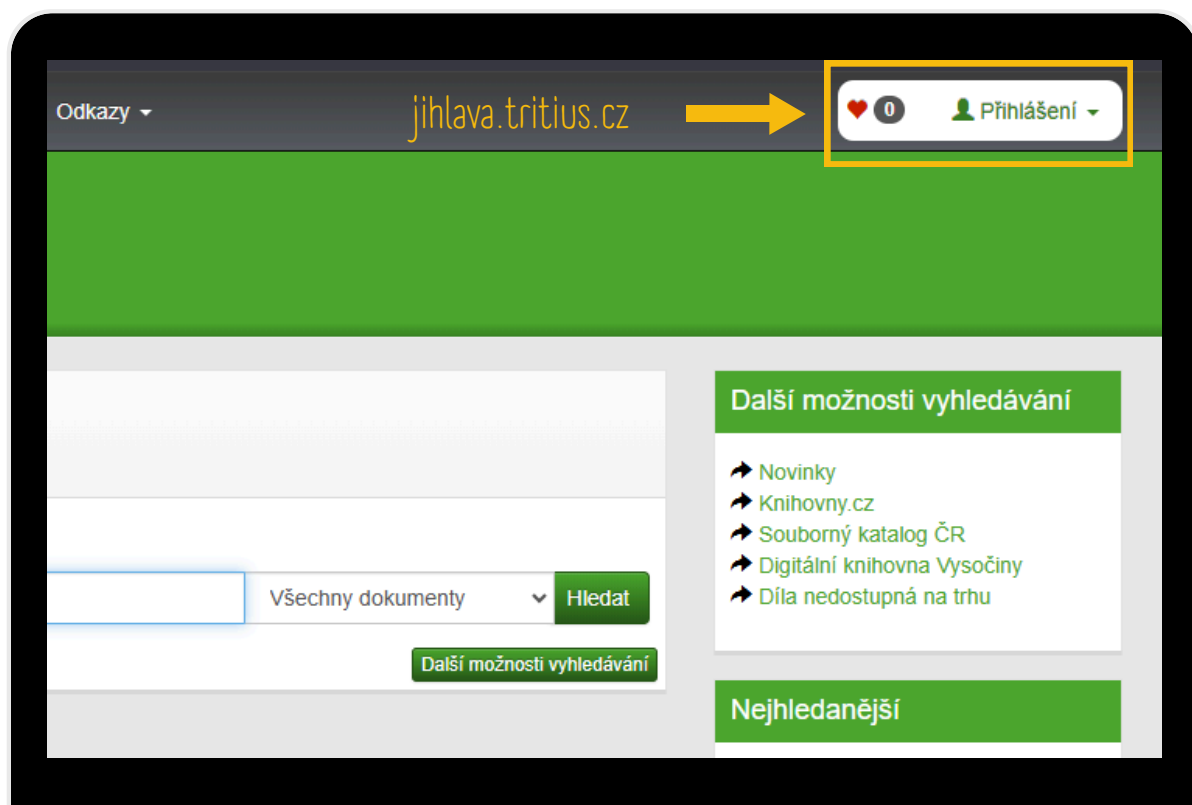 Odkazy
jihlava.tritius.cz
0
Přihlášení
Další možnosti vyhledávání
Novinky
Knihovny.cz
Souborný katalog ČR
Digitální knihovna Vysočiny
Díla nedostupná na trhu
Všechny dokumenty
Hledat
Další možnosti vyhledávání
Nejhledanější